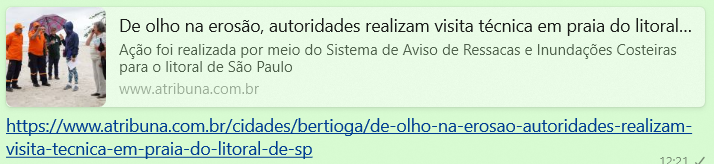 De olho na erosão, autoridades realizam visita técnica em praia do litoral...
Ação foi realizada por meio do Sistema de Aviso de Ressacas e Inundações Costeiras
para o litoral de São Paulo
www.atribuna.com.br
https://www.atribuna.com.br/cidades/bertioga/de-olho-na-erosao-autoridades-realizam-
visita-tecnica-em-praia-do-litoral-de-sp
12:21